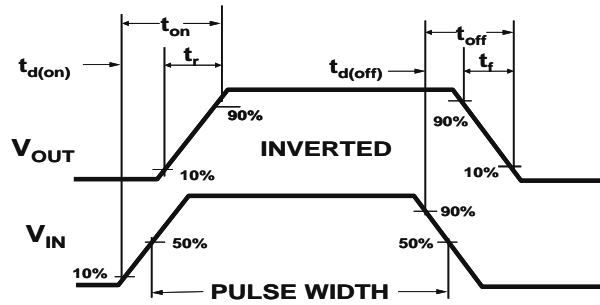 t_on t_off
t_d(on) t_r t_d(off) t_f
90% 90%
V_OUT INVERTED
10% 10%
90%
V_IN 50% 50%
10%
PULSE WIDTH